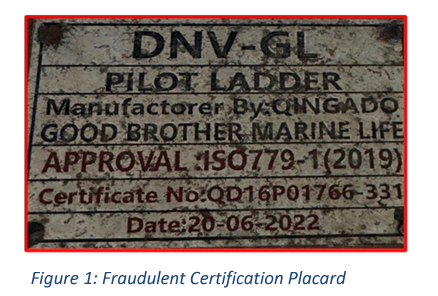 DNV-GL
PILOT LADDER
Manufactorer By:QINGADO
GOOD BROTHER MARINE LIFE
APPROVAL :ISO779-1(2019)
Certificate No:QD16P01766-331
Date:20-06-2022
Figure 1: Fraudulent Certification Placard